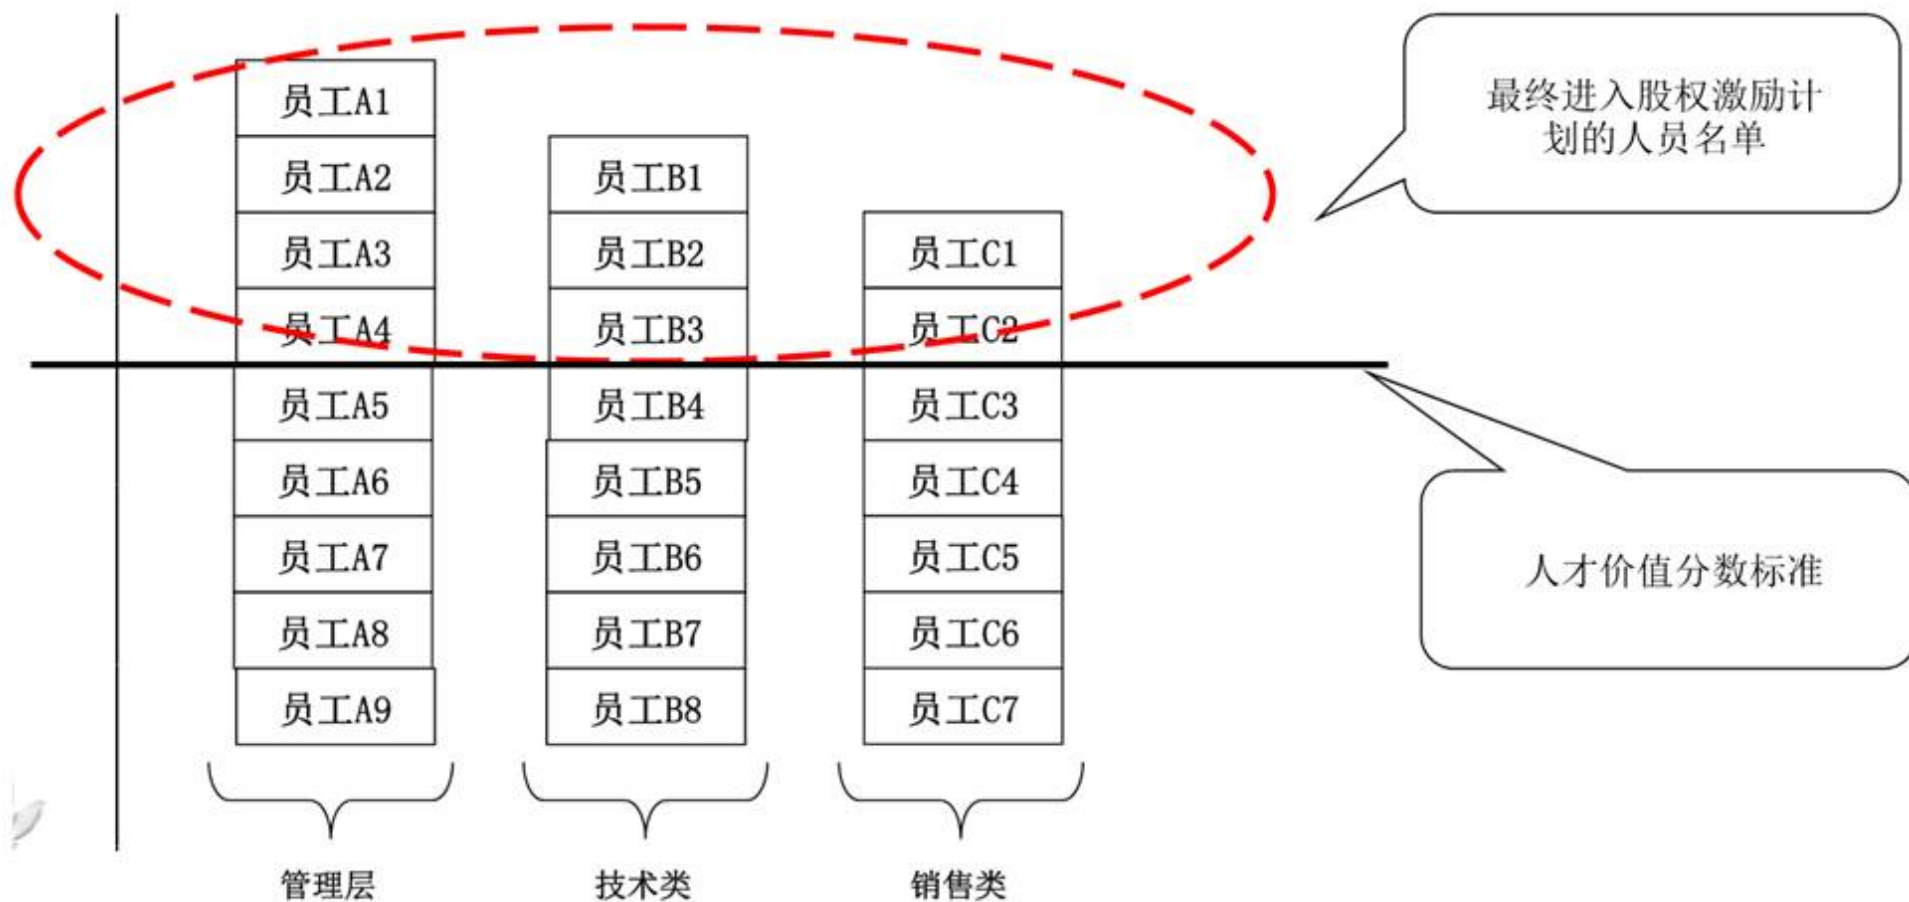 员工A1
员工A2
员工A3
员工A4
员工A5
员工A6
员工A7
员工A8
员工A9
管理层
员工B1
员工B2
员工B3
员工B4
员工B5
员工B6
员工B7
员工B8
技术类
员工C1
员工C2
员工C3
员工C4
员工C5
员工C6
员工C7
销售类
最终进入股权激励计
划的人员名单
人才价值分数标准